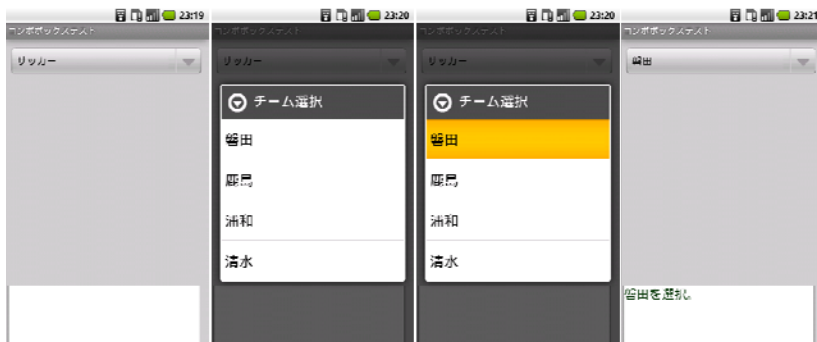 23:19
コンボボックステスト
リッカー
23:20
コンボボックステスト
リッカー
チーム選択
磐田
鹿島
浦和
清水
23:20
コンボボックステスト
リッカー
チーム選択
磐田
鹿島
浦和
清水
23:21
コンボボックステスト
磐田
磐田を選択。